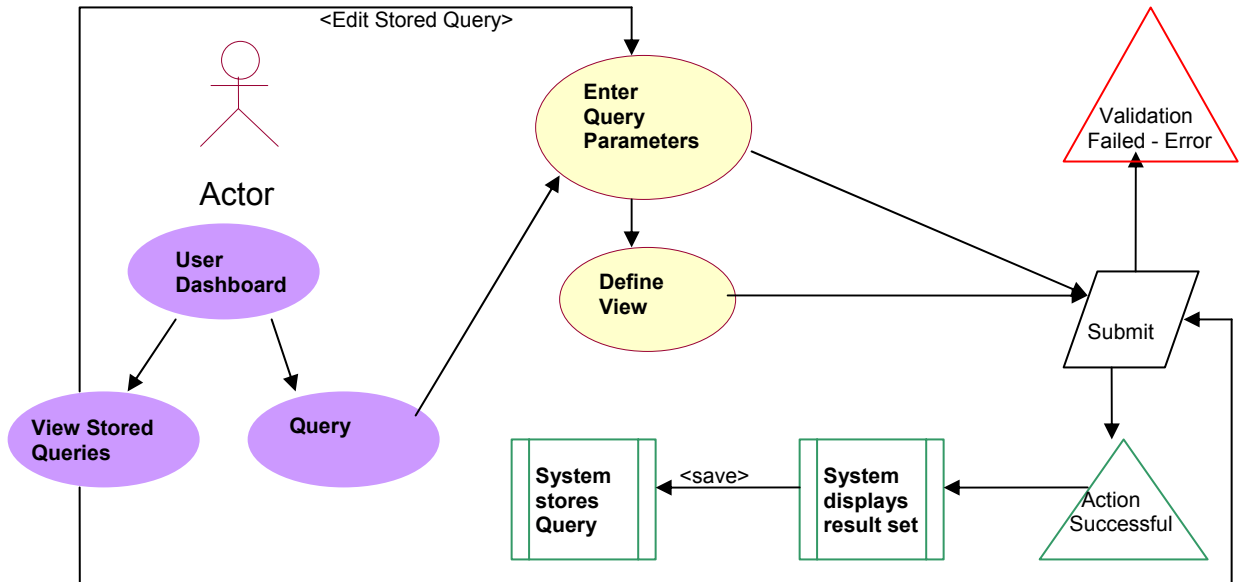 <Edit Stored Query>
Actor
User
Dashboard
View Stored
Queries
Query
Enter
Query
Parameters
Define
View
Validation
Failed - Error
Submit
Action
Successful
System
displays
result set
<save>
System
stores
Query